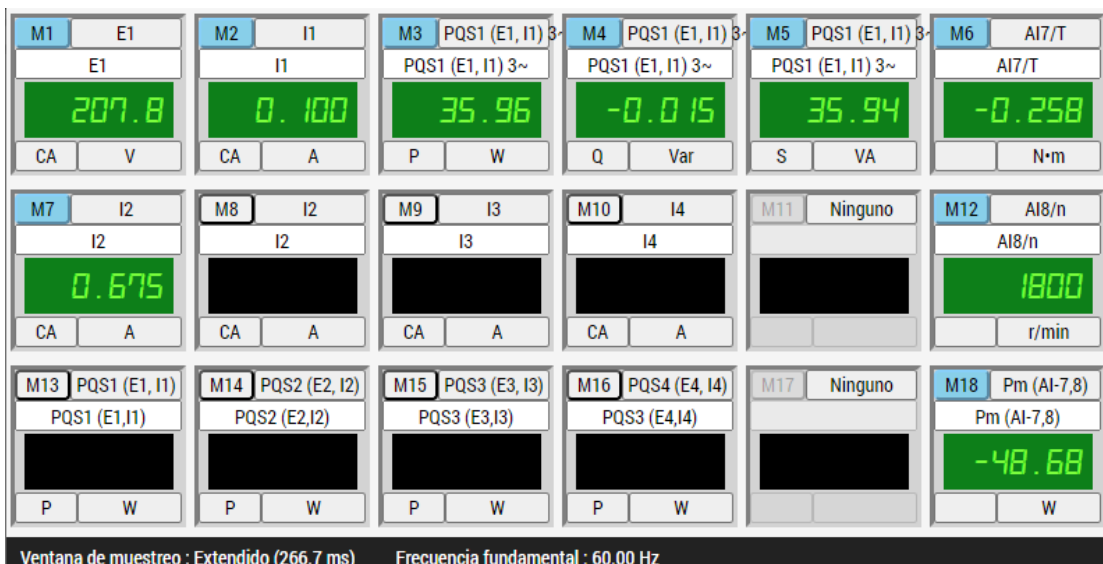 M1 E1 M2 I1 M3 PQS1 (E1, I1) 3~ M4 PQS1 (E1, I1) 3~ M5 PQS1 (E1, I1) 3~ M6 AI7/T
E1 I1 PQS1 (E1, I1) 3~ PQS1 (E1, I1) 3~ PQS1 (E1, I1) 3~ AI7/T
207.8 0.100 35.96 -0.015 35.94 -0.258
CA V CA A P W Q Var S VA N•m
M7 I2 M8 I2 M9 I3 M10 I4 M11 Ninguno M12 AI8/n
I2 I2 I3 I4 AI8/n
0.675 1800
CA A CA A CA A CA A r/min
M13 PQS1 (E1, I1) M14 PQS2 (E2, I2) M15 PQS3 (E3, I3) M16 PQS4 (E4, I4) M17 Ninguno M18 Pm (AI-7,8)
PQS1 (E1,I1) PQS2 (E2,I2) PQS3 (E3,I3) PQS3 (E4,I4) Pm (AI-7,8)
-48.68
P W P W P W P W W
Ventana de muestreo : Extendido (266.7 ms) Frecuencia fundamental : 60.00 Hz